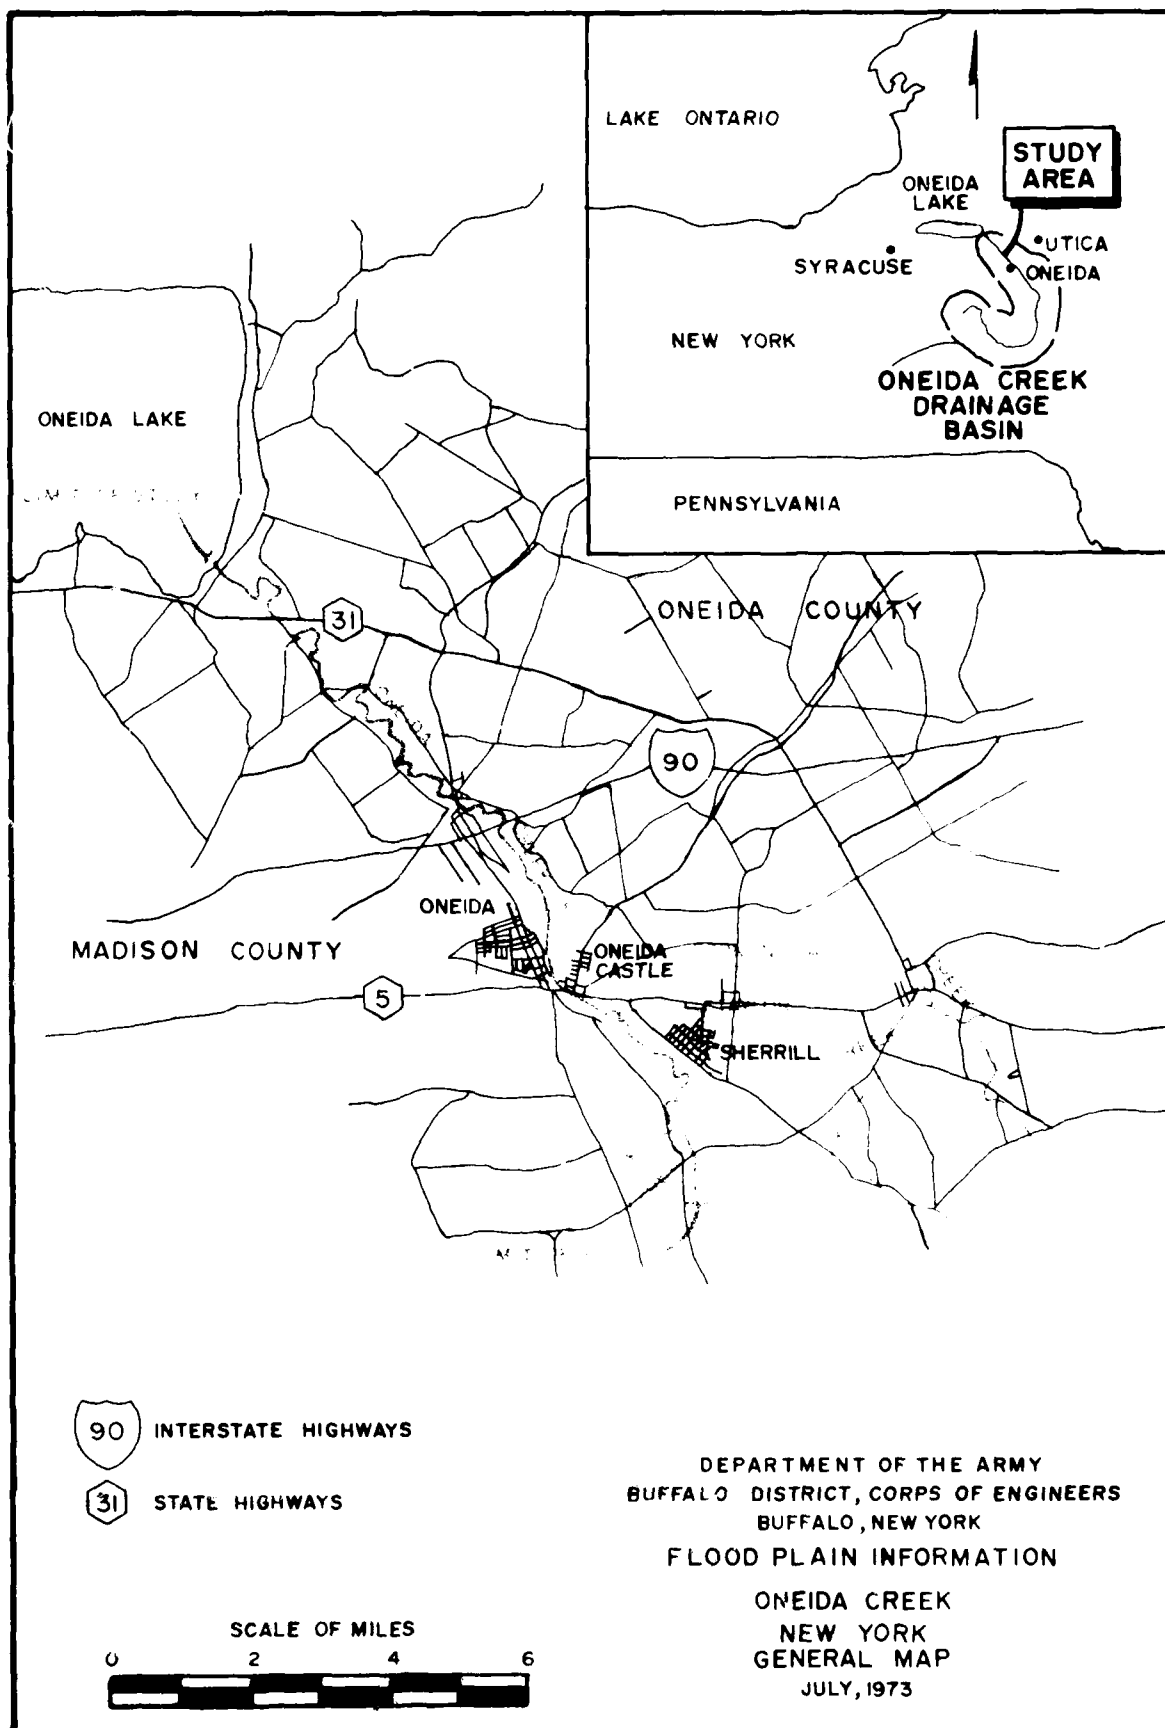 LAKE ONTARIO
STUDY
AREA
ONEIDA
LAKE
UTICA
SYRACUSE
ONEIDA
NEW YORK
ONEIDA CREEK
DRAINAGE
BASIN
PENNSYLVANIA
ONEIDA LAKE
31
ONEIDA COUNTY
90
ONEIDA
MADISON COUNTY
ONEIDA
CASTLE
5
SHERRILL
90 INTERSTATE HIGHWAYS
31 STATE HIGHWAYS
SCALE OF MILES
0 2 4 6
DEPARTMENT OF THE ARMY
BUFFALO DISTRICT, CORPS OF ENGINEERS
BUFFALO, NEW YORK
FLOOD PLAIN INFORMATION
ONEIDA CREEK
NEW YORK
GENERAL MAP
JULY, 1973